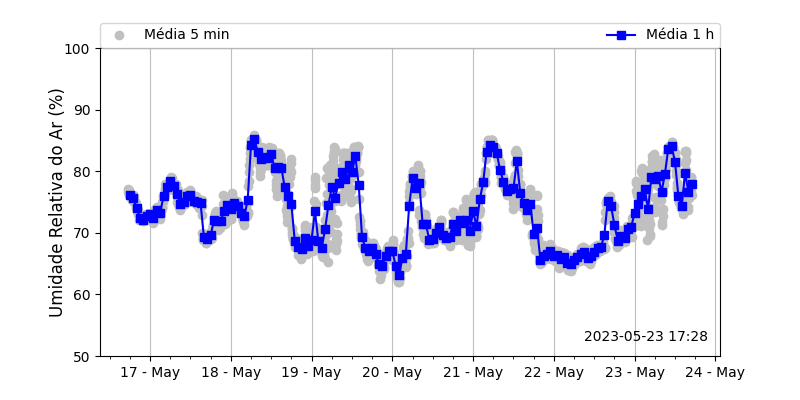 Média 5 min
Média 1 h
Umidade Relativa do Ar (%)
100
90
80
70
60
50
2023-05-23 17:28
17 - May
18 - May
19 - May
20 - May
21 - May
22 - May
23 - May
24 - May